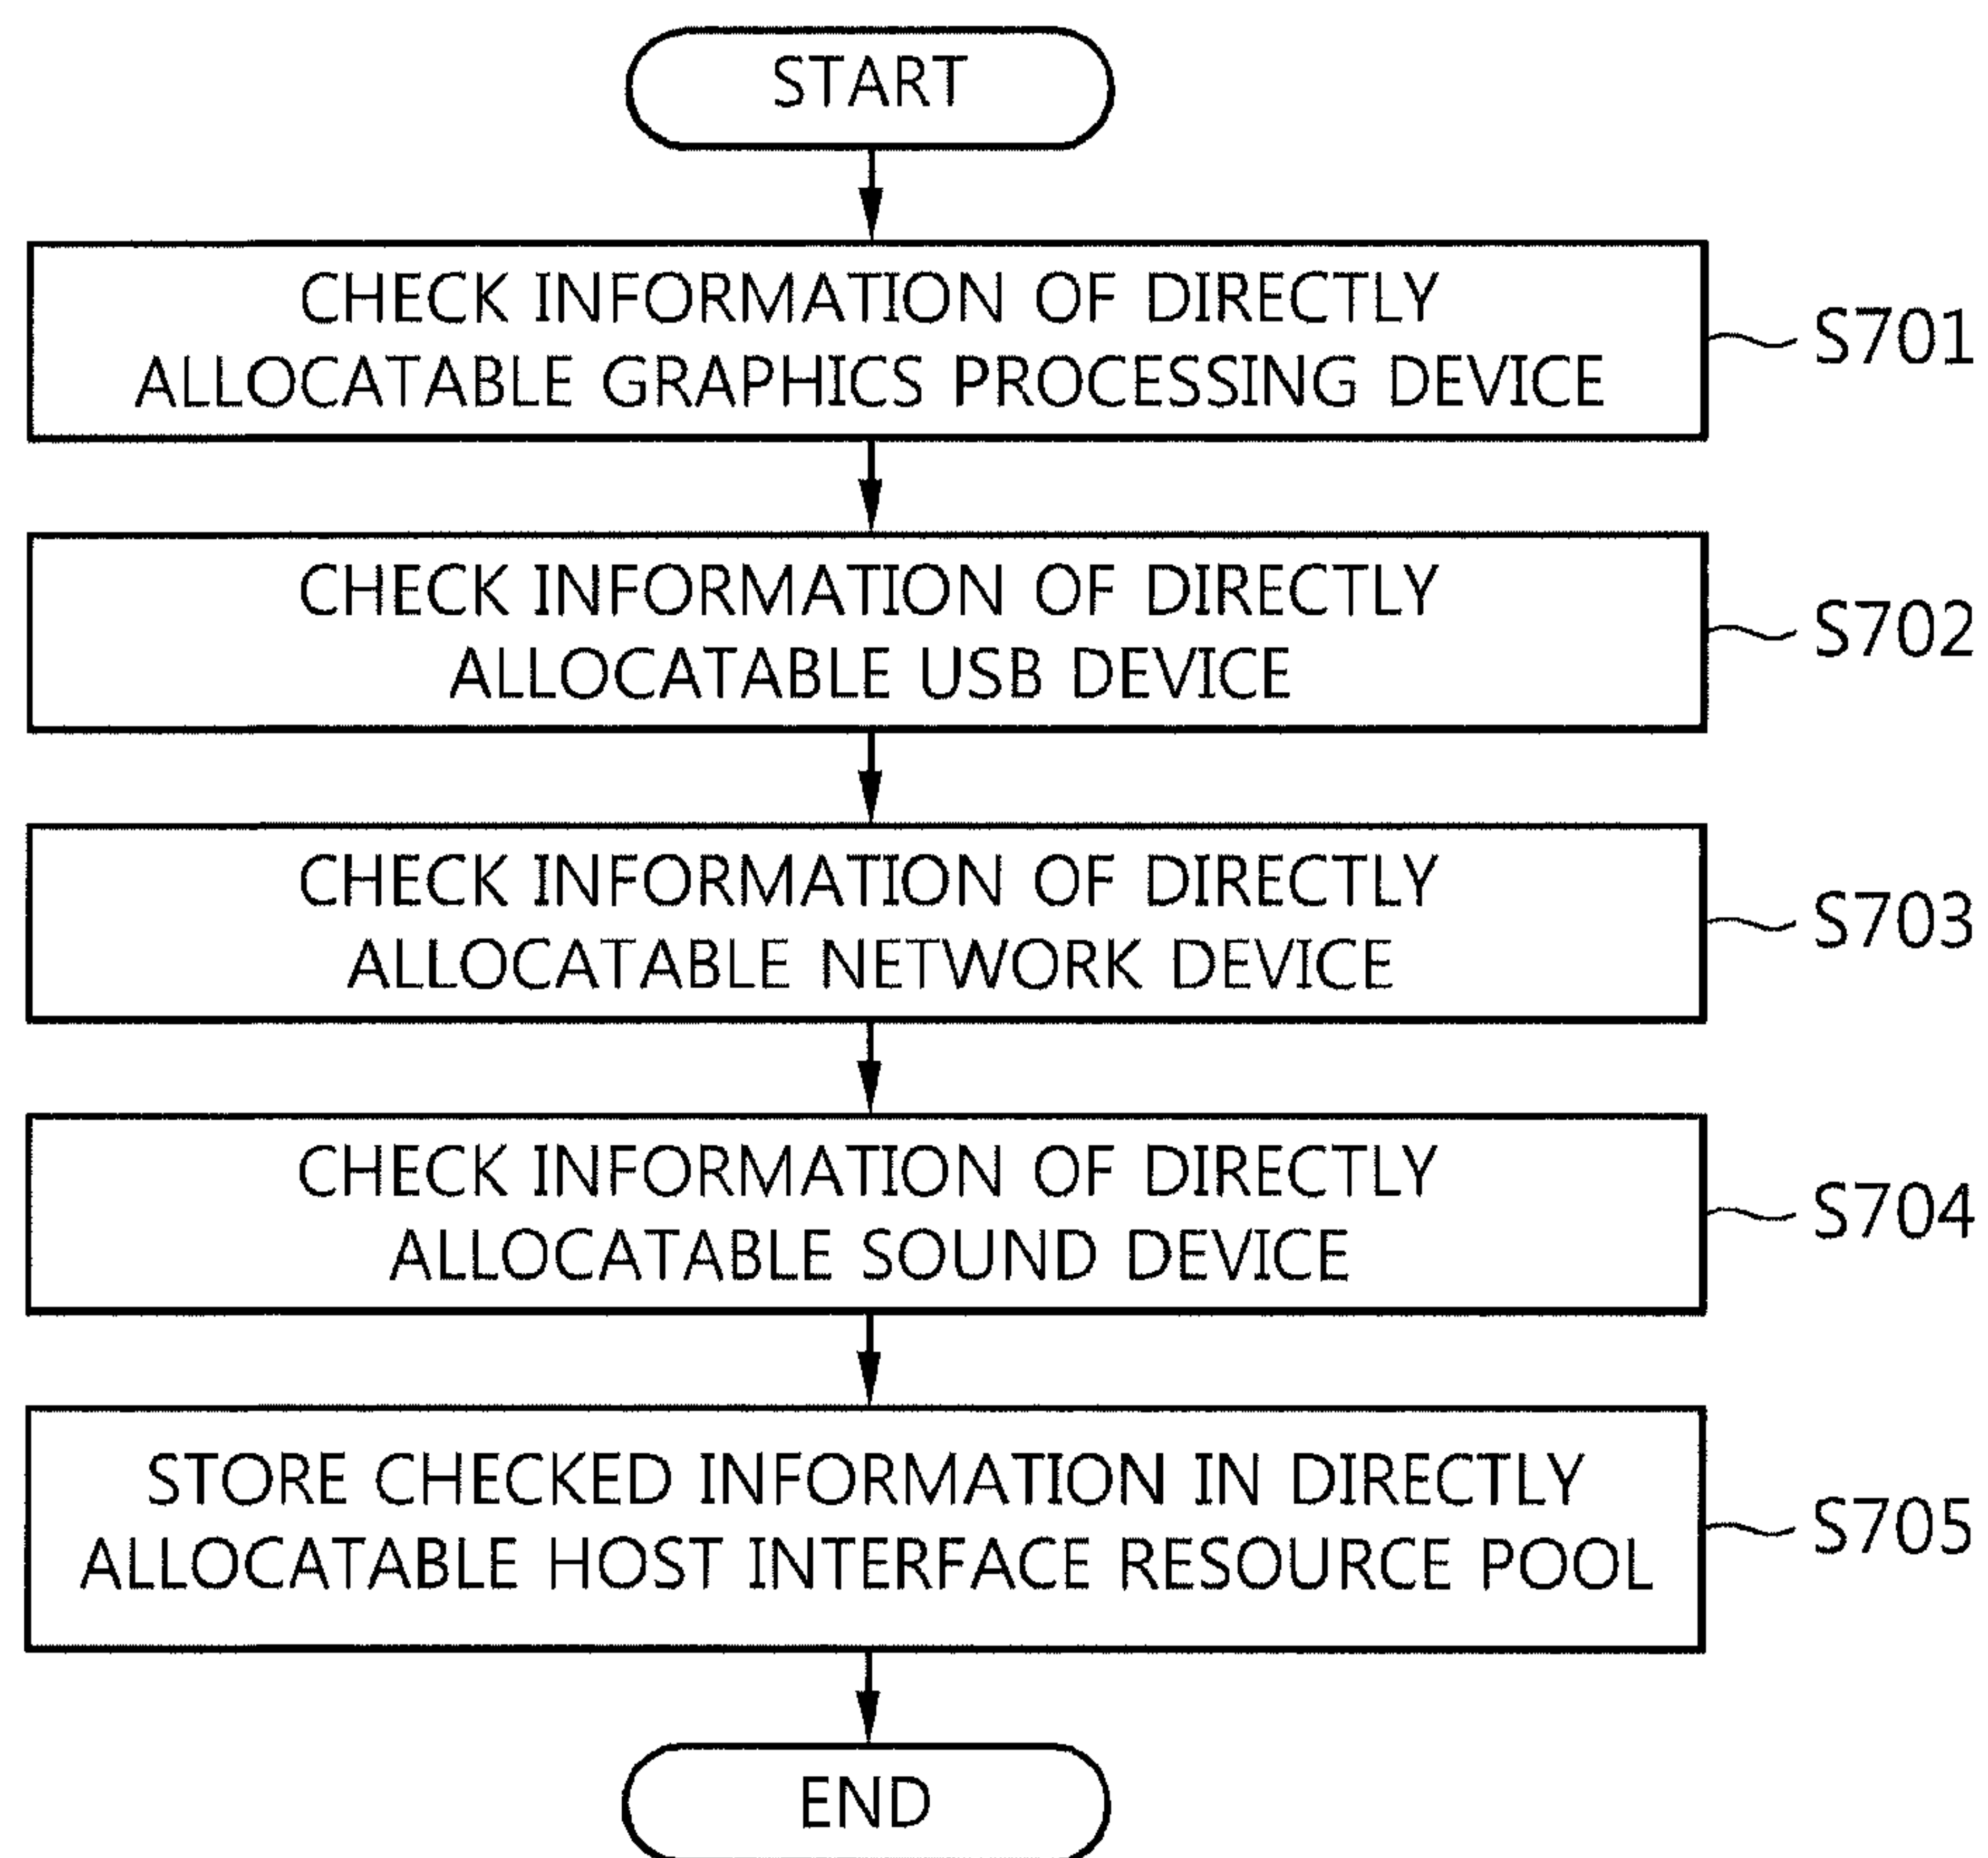 START
CHECK INFORMATION OF DIRECTLY
ALLOCATABLE GRAPHICS PROCESSING DEVICE
S701
CHECK INFORMATION OF DIRECTLY
ALLOCATABLE USB DEVICE
S702
CHECK INFORMATION OF DIRECTLY
ALLOCATABLE NETWORK DEVICE
S703
CHECK INFORMATION OF DIRECTLY
ALLOCATABLE SOUND DEVICE
S704
STORE CHECKED INFORMATION IN DIRECTLY
ALLOCATABLE HOST INTERFACE RESOURCE POOL
S705
END